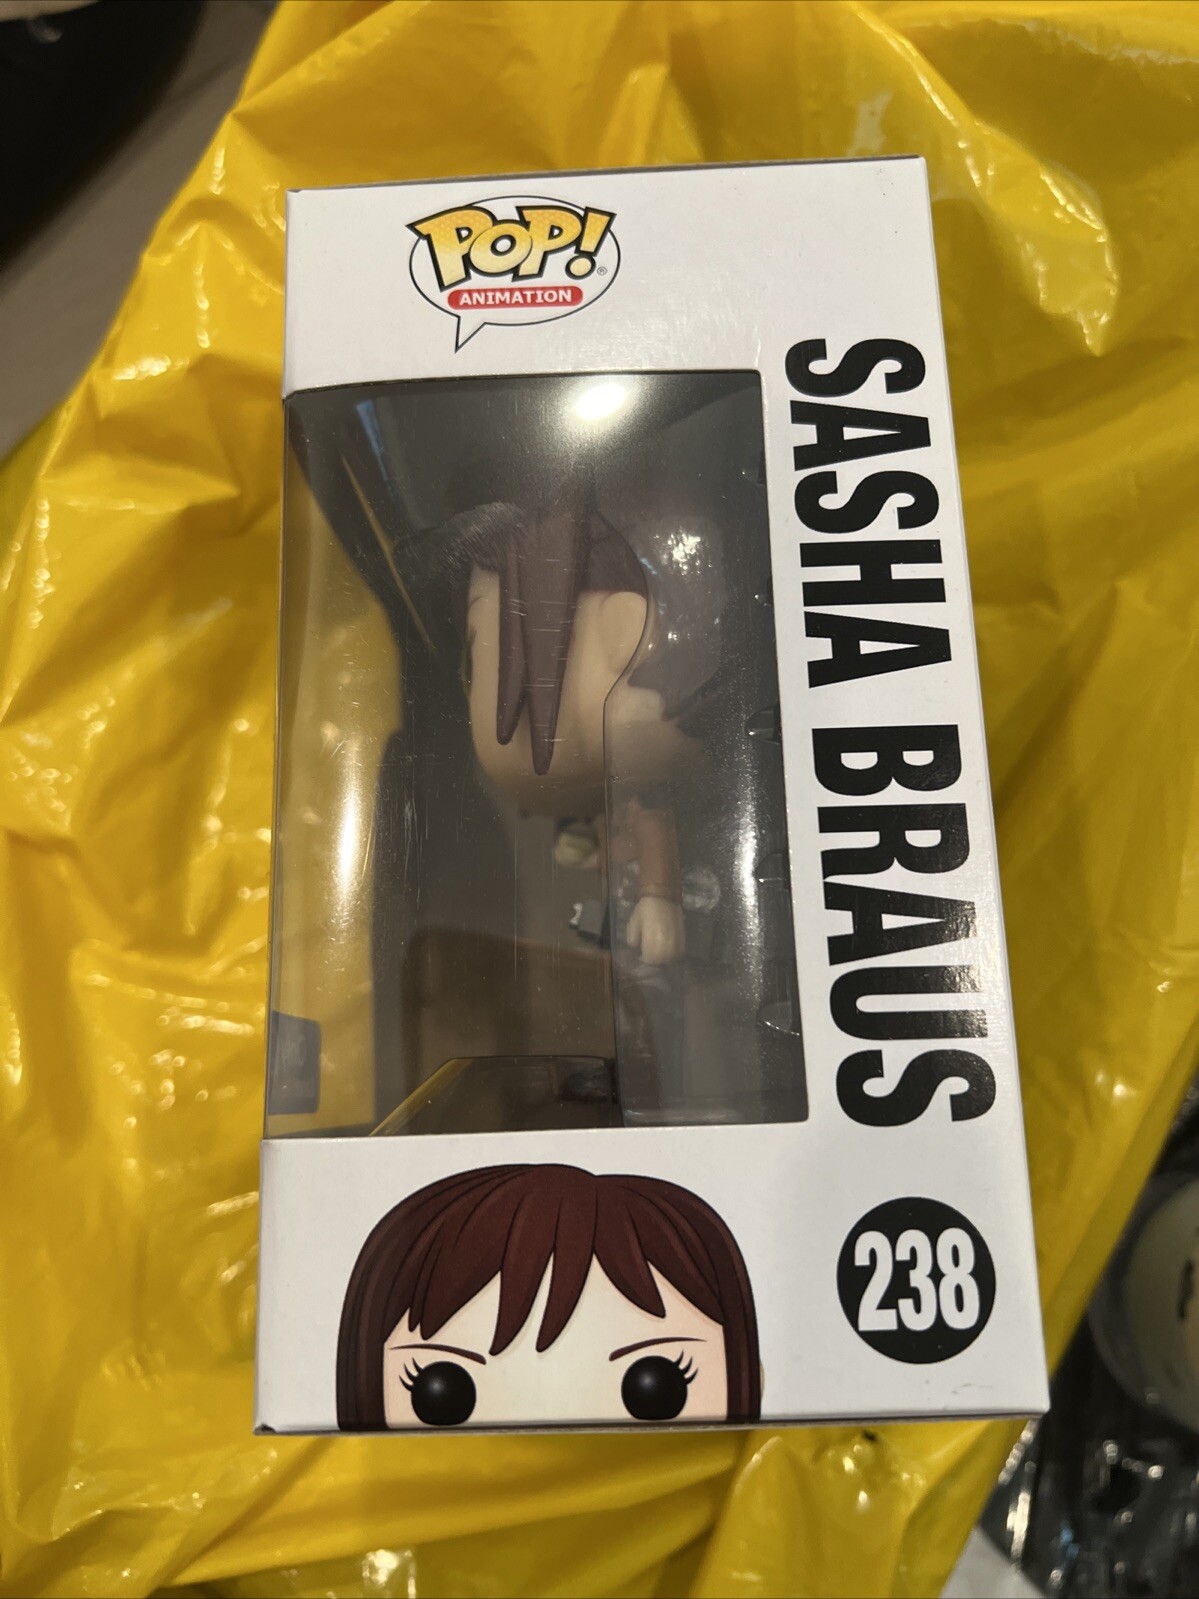 POP!
ANIMATION
SASHA BRAUS
238